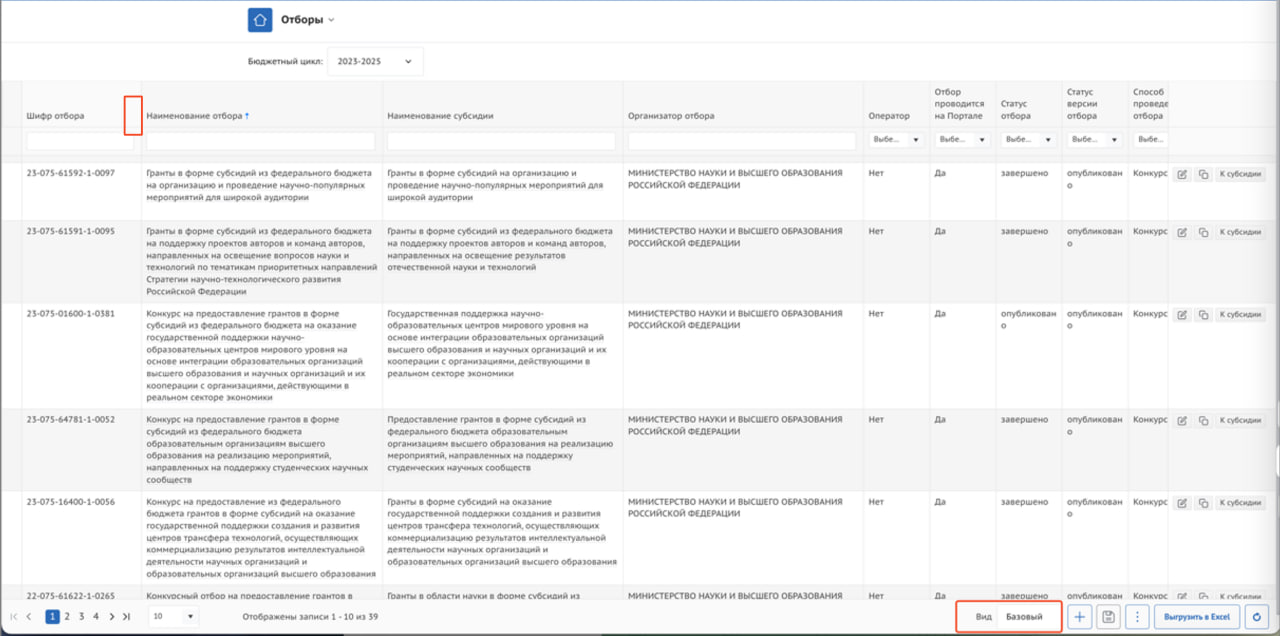 Отборы
Бюджетный цикл: 2023-2025
Шифр отбора
Наименование отбора ↑
Наименование субсидии
Организатор отбора
Оператор
Отбор
проводится
на Портале
Статус
отбора
Статус
версии
отбора
Способ
проведе
отбора
Выбе... Выбе... Выбе... Выбе... Выбе...
23-075-61592-1-0097
Гранты в форме субсидий из федерального бюджета
на организацию и проведение научно-популярных
мероприятий для широкой аудитории
Гранты в форме субсидий на организацию и
проведение научно-популярных мероприятий для
широкой аудитории
МИНИСТЕРСТВО НАУКИ И ВЫСШЕГО ОБРАЗОВАНИЯ
РОССИЙСКОЙ ФЕДЕРАЦИИ
Нет
Да
завершено
опубликован
о
Конкурс
К субсидии
23-075-61591-1-0095
Гранты в форме субсидий из федерального бюджета
на поддержку проектов авторов и команд авторов,
направленных на освещение вопросов науки и
технологий по тематикам приоритетных направлений
Стратегии научно-технологического развития
Российской Федерации
Гранты в форме субсидий из федерального бюджета
на поддержку проектов авторов и команд авторов,
направленных на освещение результатов
отечественной науки и технологий
МИНИСТЕРСТВО НАУКИ И ВЫСШЕГО ОБРАЗОВАНИЯ
РОССИЙСКОЙ ФЕДЕРАЦИИ
Нет
Да
завершено
опубликован
о
Конкурс
К субсидии
23-075-01600-1-0381
Конкурс на предоставление грантов в форме
субсидий из федерального бюджета на оказание
государственной поддержки научно-
образовательных центров мирового уровня на
основе интеграции образовательных организаций
высшего образования и научных организаций и их
кооперации с организациями, действующими в
реальном секторе экономики
Государственная поддержка научно-
образовательных центров мирового уровня на
основе интеграции образовательных организаций
высшего образования и научных организаций и их
кооперации с организациями, действующими в
реальном секторе экономики
МИНИСТЕРСТВО НАУКИ И ВЫСШЕГО ОБРАЗОВАНИЯ
РОССИЙСКОЙ ФЕДЕРАЦИИ
Нет
Да
опубликован
о
опубликован
о
Конкурс
К субсидии
23-075-64781-1-0052
Конкурс на предоставление грантов в форме
субсидий из федерального бюджета
образовательным организациям высшего
образования на реализацию мероприятий,
направленных на поддержку студенческих научных
сообществ
Предоставление грантов в форме субсидий из
федерального бюджета образовательным
организациям высшего образования на реализацию
мероприятий, направленных на поддержку
студенческих научных сообществ
МИНИСТЕРСТВО НАУКИ И ВЫСШЕГО ОБРАЗОВАНИЯ
РОССИЙСКОЙ ФЕДЕРАЦИИ
Нет
Да
завершено
опубликован
о
Конкурс
К субсидии
23-075-16400-1-0056
Конкурс на предоставление из федерального
бюджета грантов в форме субсидий на оказание
государственной поддержки создания и развития
центров трансфера технологий, осуществляющих
коммерциализацию результатов интеллектуальной
деятельности научных организаций и
образовательных организаций высшего образования
Гранты в форме субсидий на оказание
государственной поддержки создания и развития
центров трансфера технологий, осуществляющих
коммерциализацию результатов интеллектуальной
деятельности научных организаций и
образовательных организаций высшего образования
МИНИСТЕРСТВО НАУКИ И ВЫСШЕГО ОБРАЗОВАНИЯ
РОССИЙСКОЙ ФЕДЕРАЦИИ
Нет
Да
завершено
опубликован
о
Конкурс
К субсидии
22-075-61622-1-0265
Конкурсный отбор на предоставление грантов в
Гранты в области науки в форме субсидий из
МИНИСТЕРСТВО НАУКИ И ВЫСШЕГО ОБРАЗОВАНИЯ
Нет
Да
завершено
опубликован
Конкурс
К субсидии
1 2 3 4
10
Отображены записи 1 - 10 из 39
Вид Базовый
Выгрузить в Excel